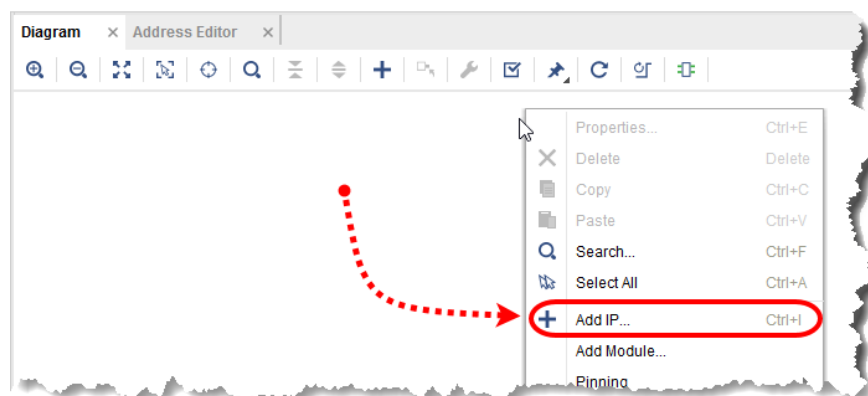 Diagram × Address Editor ×
Properties... Ctrl+E
Delete Delete
Copy Ctrl+C
Paste Ctrl+V
Search... Ctrl+F
Select All Ctrl+A
Add IP... Ctrl+I
Add Module...
Pinning